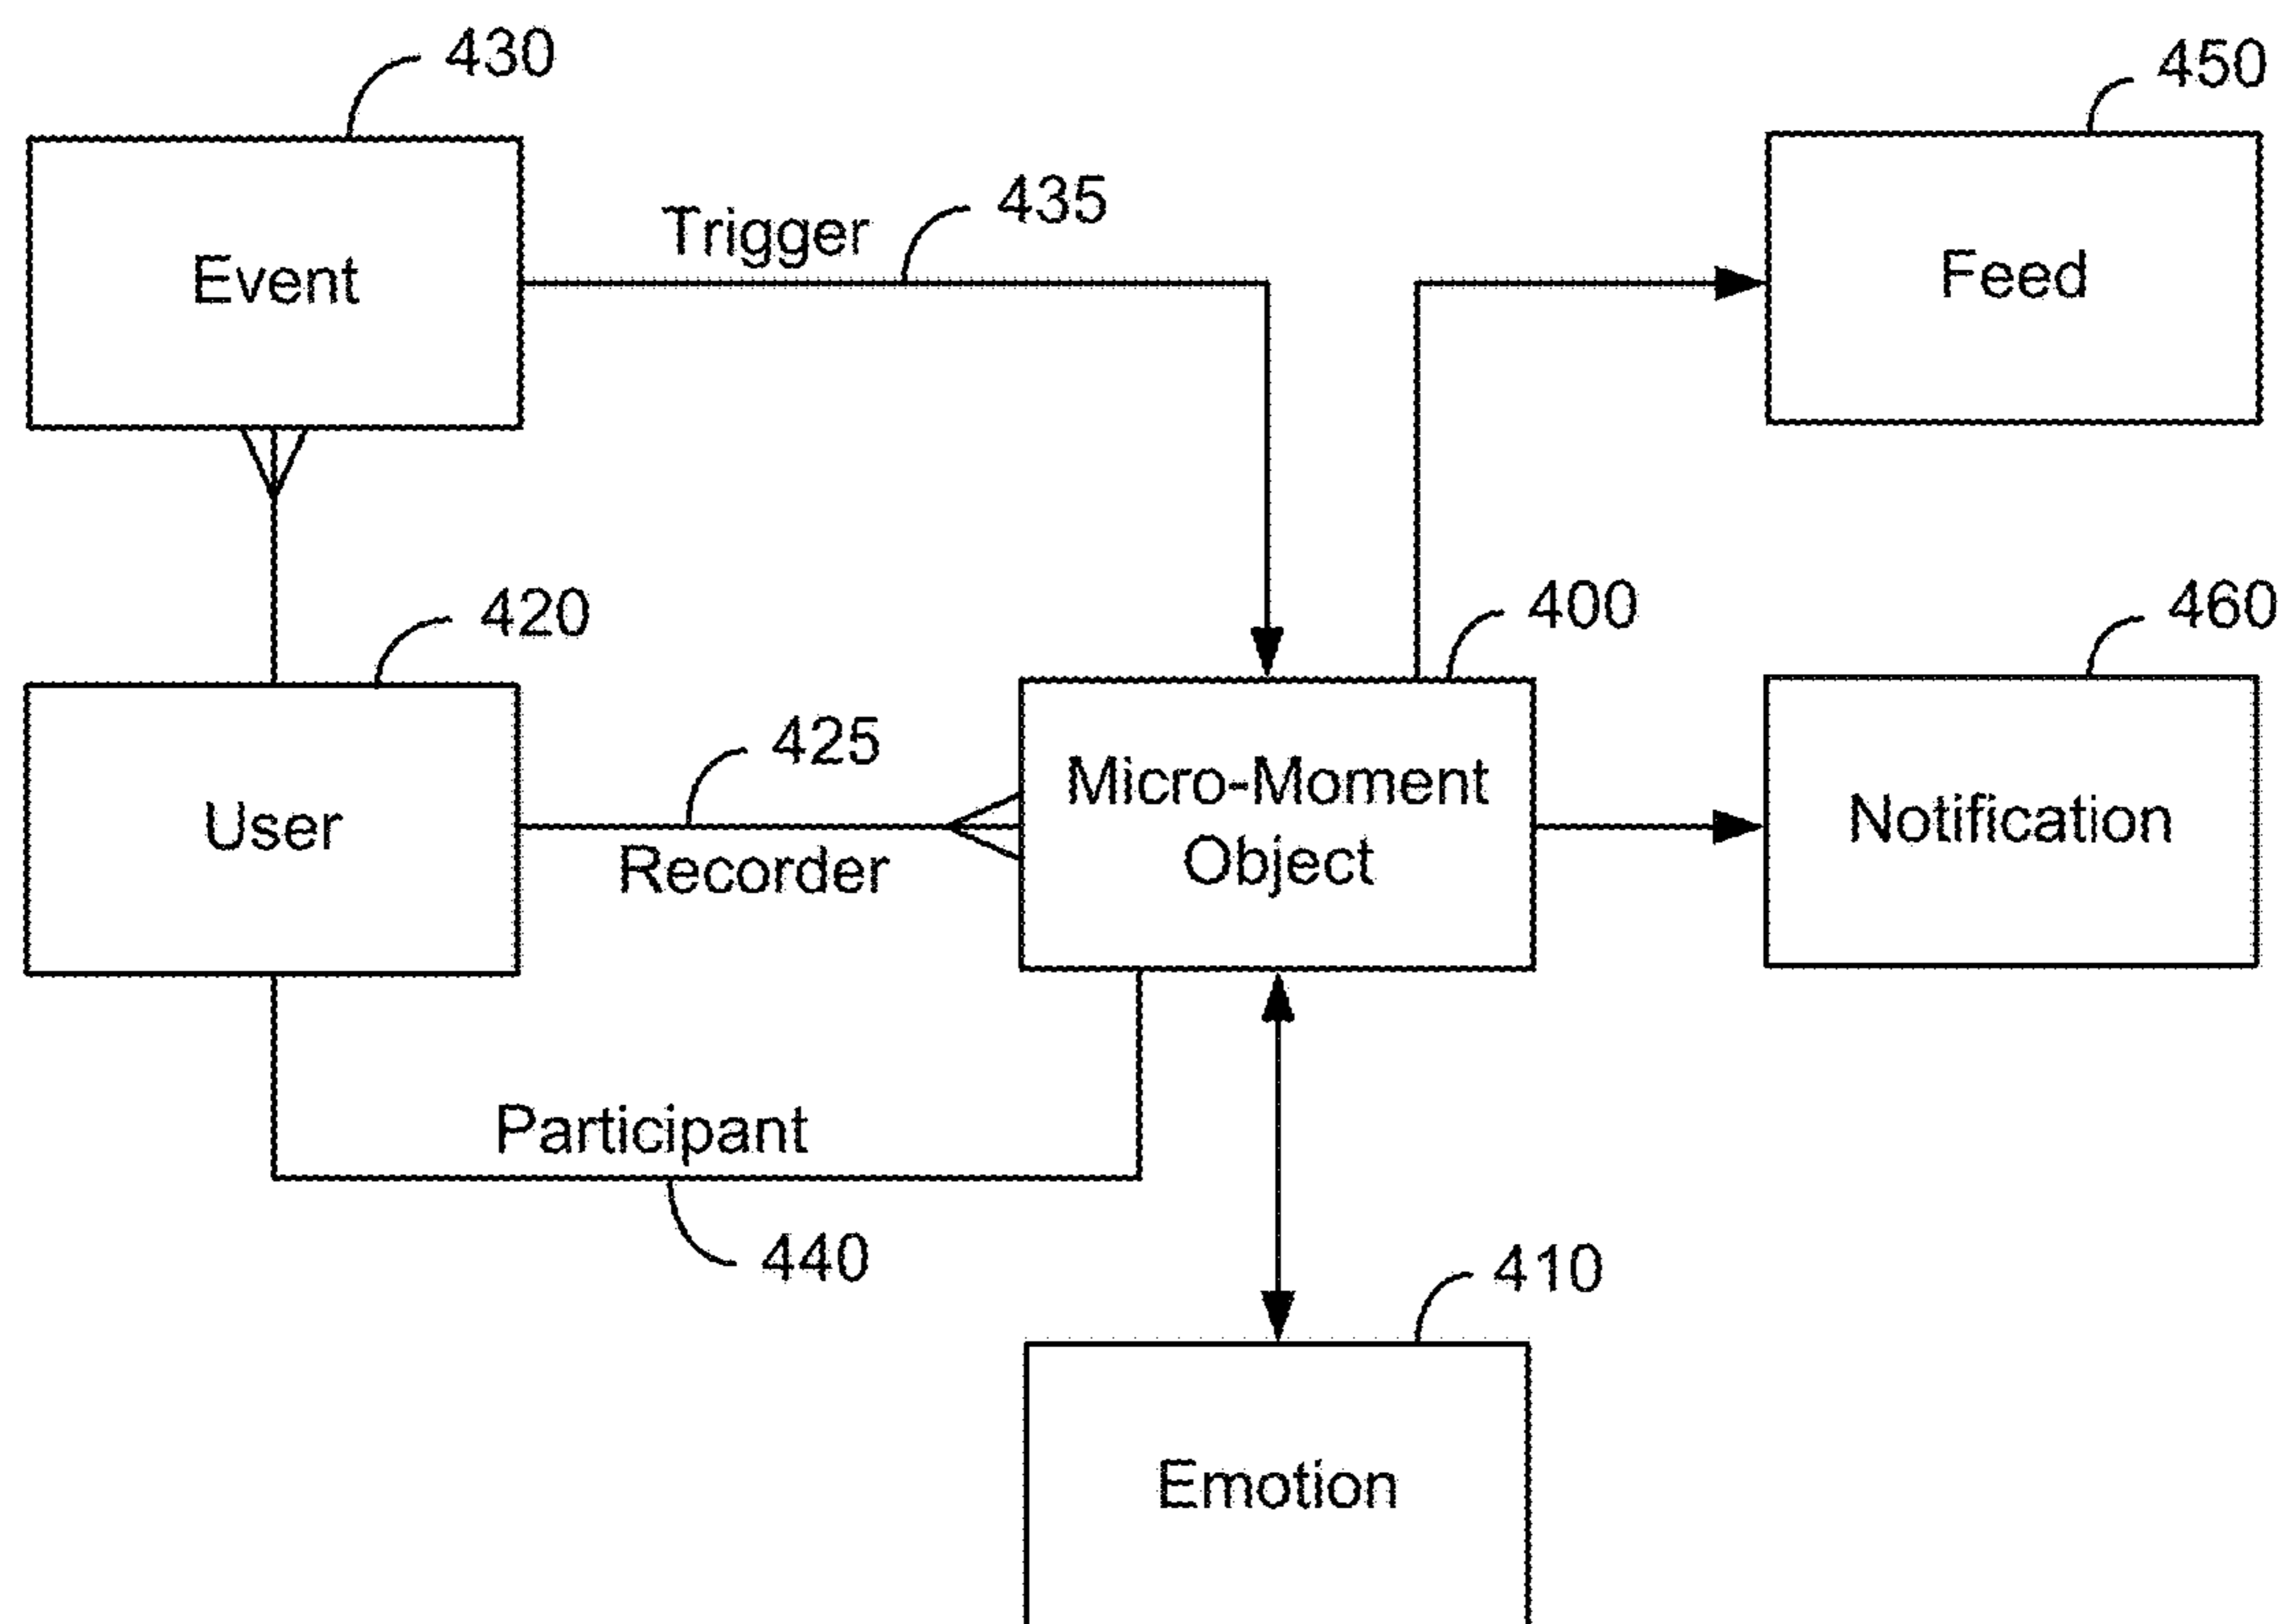 430
450
435
Trigger
Event
Feed
420
400
460
425
Micro-Moment
Object
User
Notification
Recorder
Participant
440
410
Emotion